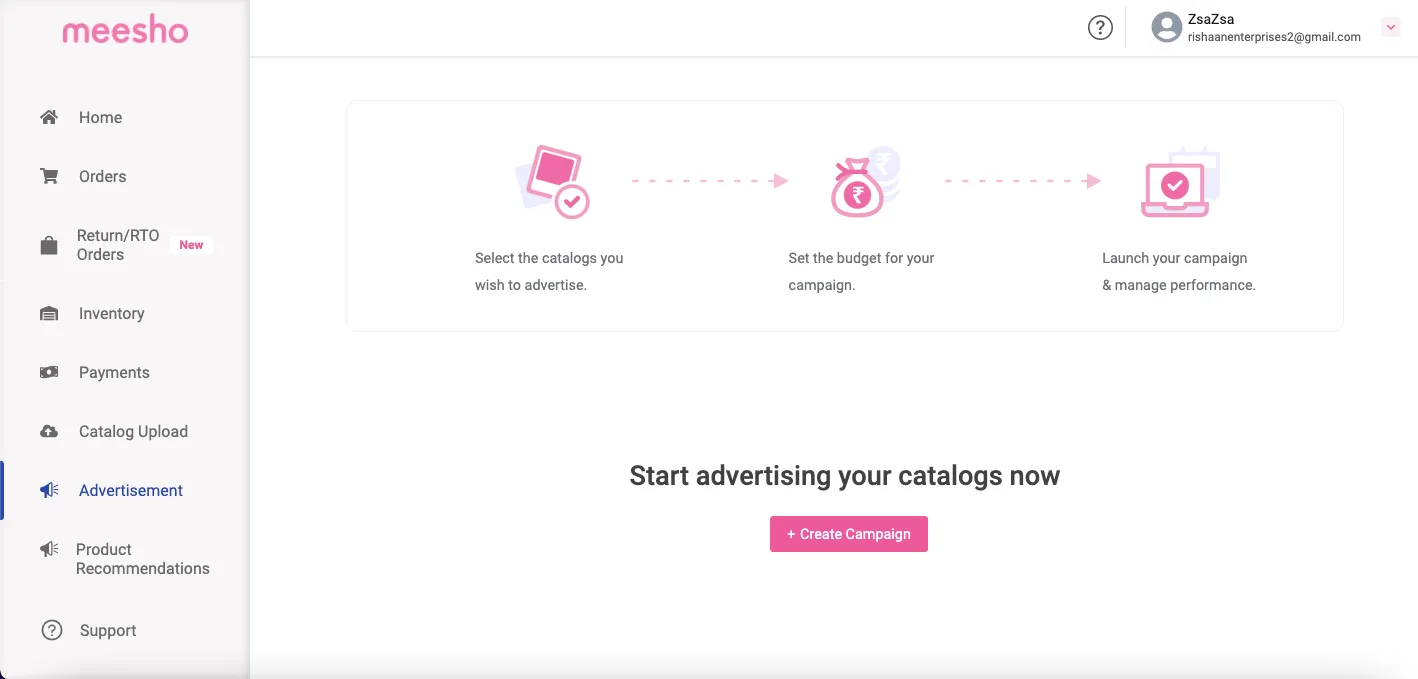 meesho
Home
Orders
Return/RTO
Orders
New
Inventory
Payments
Catalog Upload
Advertisement
Product
Recommendations
Support
?
?
ZsaZsa
rishaanenterprises2@gmail.com
₹
₹
Select the catalogs you
wish to advertise.
Set the budget for your
campaign.
Launch your campaign
& manage performance.
Start advertising your catalogs now
+ Create Campaign